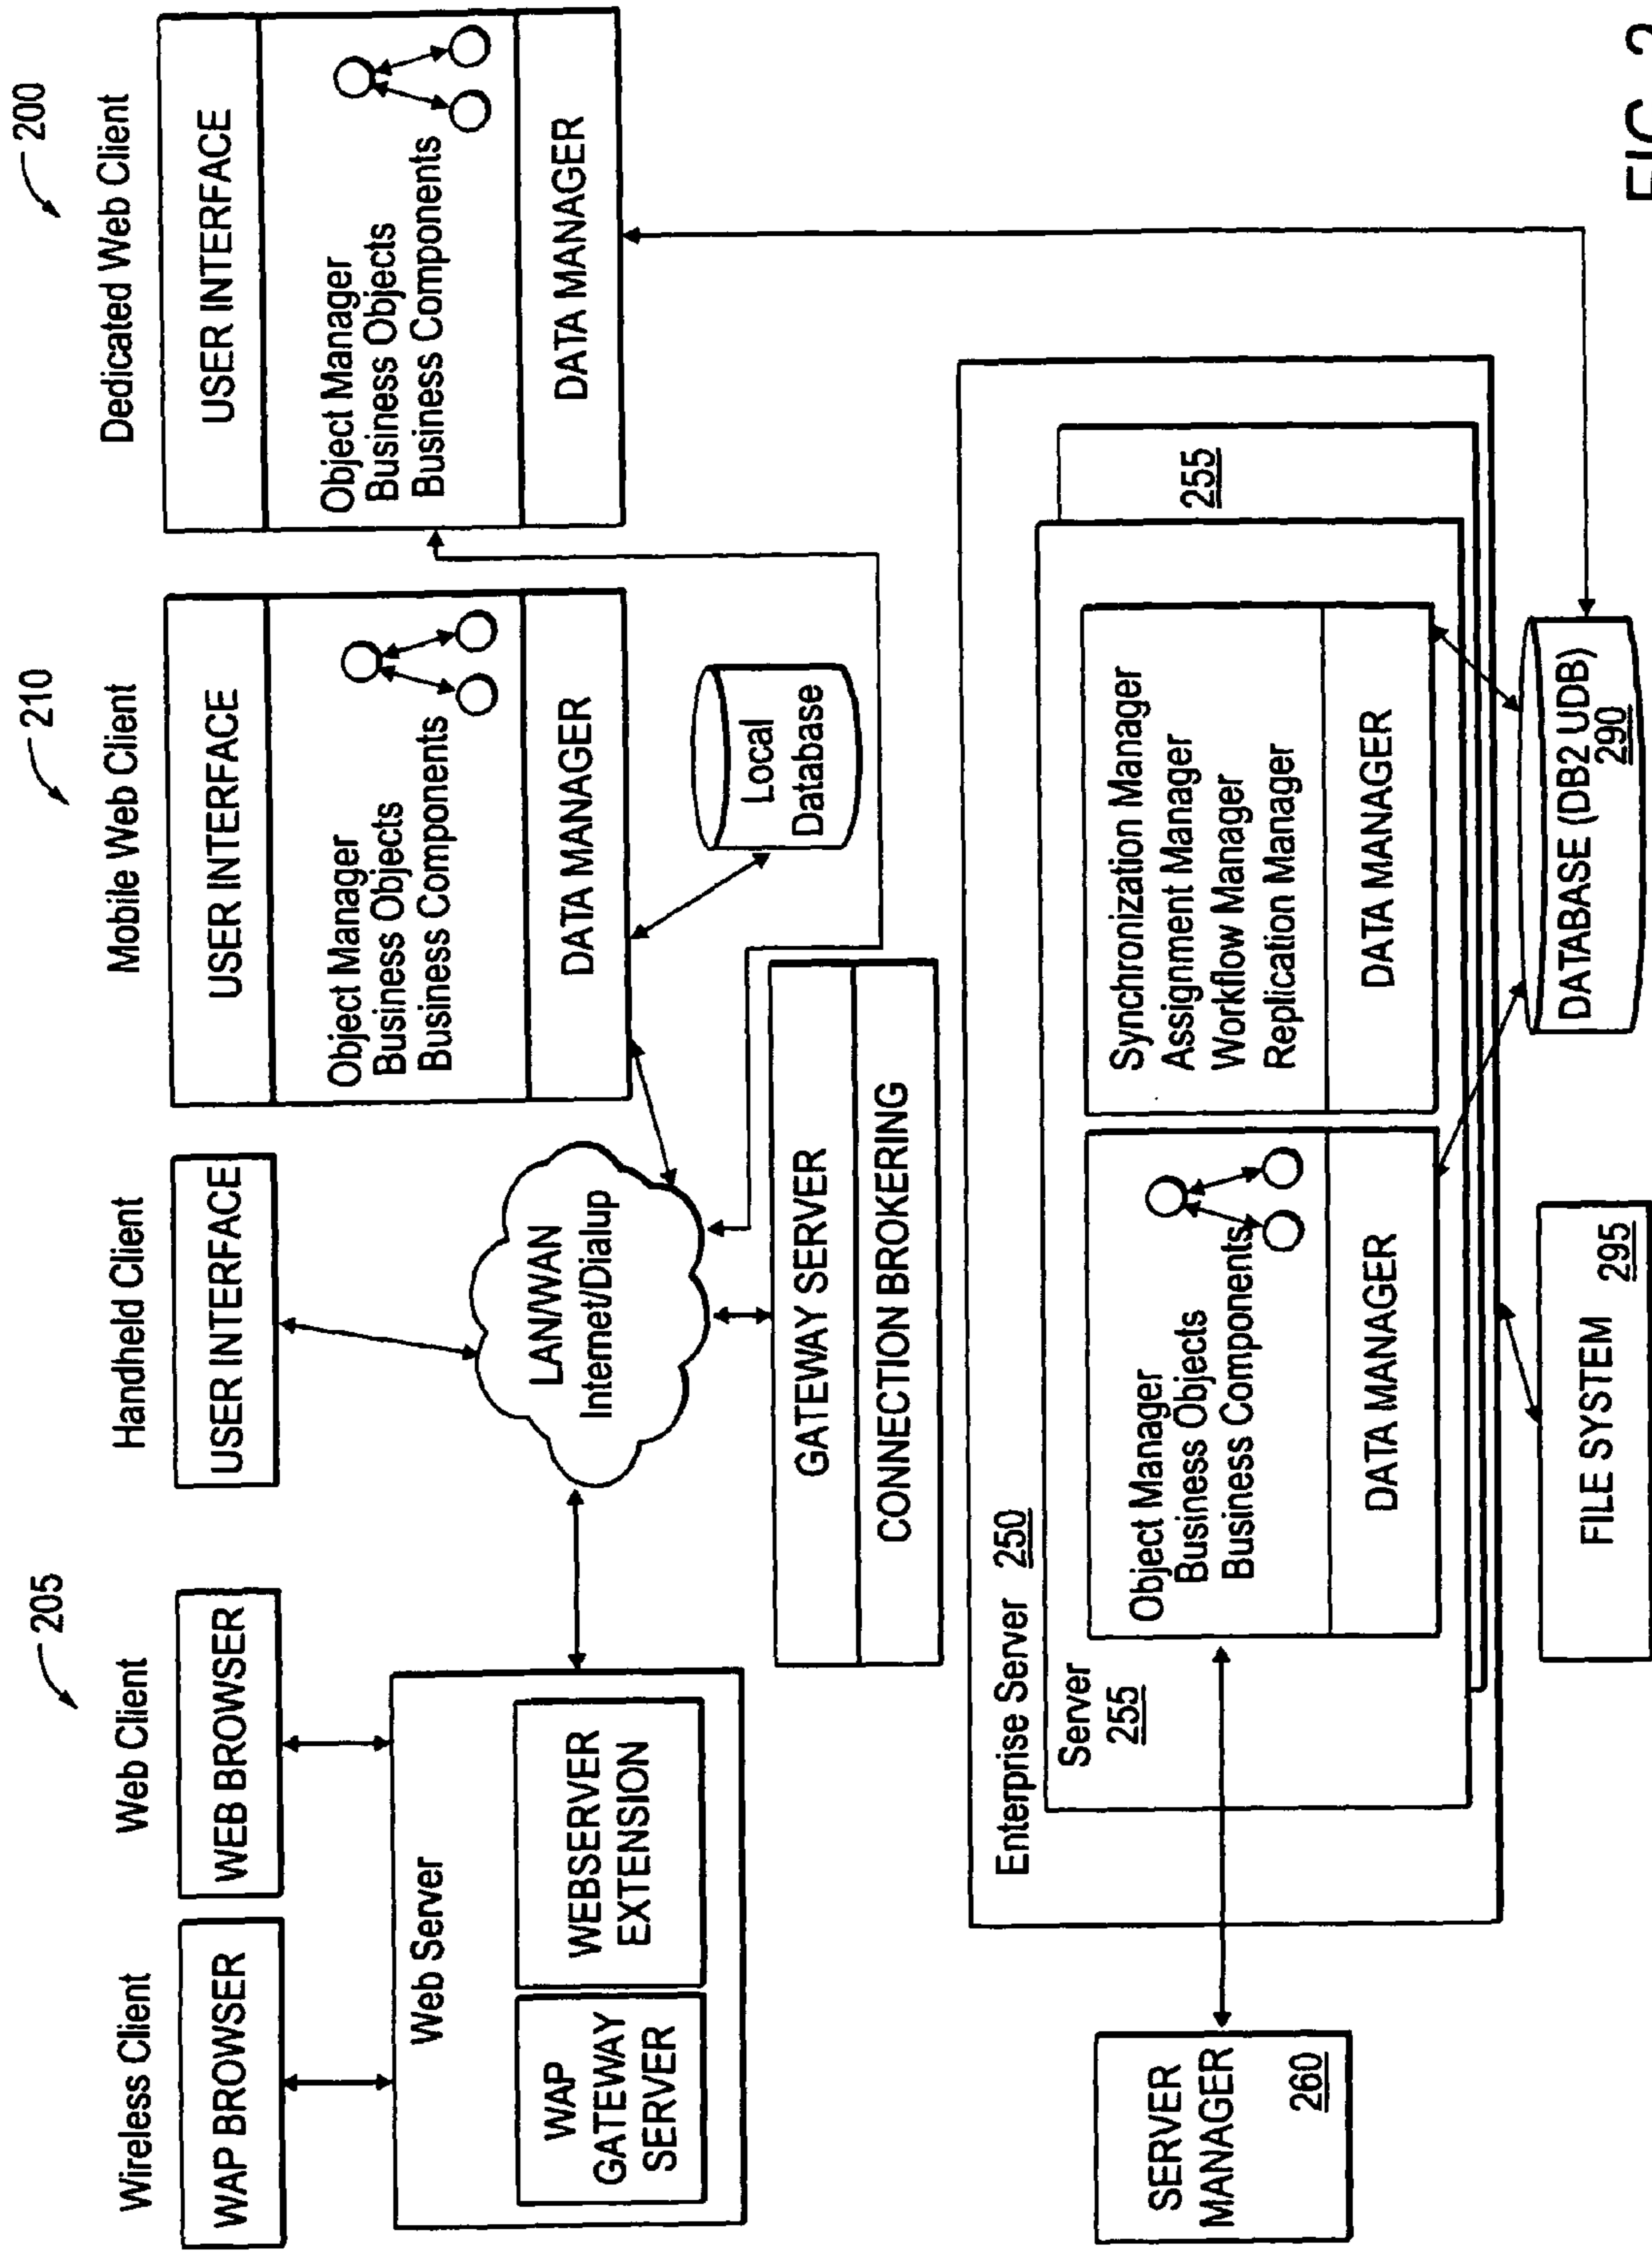 200
210
205
Wireless Client
Web Client
Handheld Client
Mobile Web Client
Dedicated Web Client
WAP BROWSER
WEB BROWSER
USER INTERFACE
USER INTERFACE
Object Manager
Business Objects
Business Components
DATA MANAGER
USER INTERFACE
Object Manager
Business Objects
Business Components
DATA MANAGER
Web Server
WAP
GATEWAY
SERVER
WEBSERVER
EXTENSION
LAN/WAN
Internet/Dialup
Local
Database
GATEWAY SERVER
CONNECTION BROKERING
Enterprise Server 250
Server
255
255
Object Manager
Business Objects
Business Components
DATA MANAGER
Synchronization Manager
Assignment Manager
Workflow Manager
Replication Manager
DATA MANAGER
SERVER
MANAGER
260
FILE SYSTEM
295
DATABASE (DB2 UDB)
290
FIG. 2